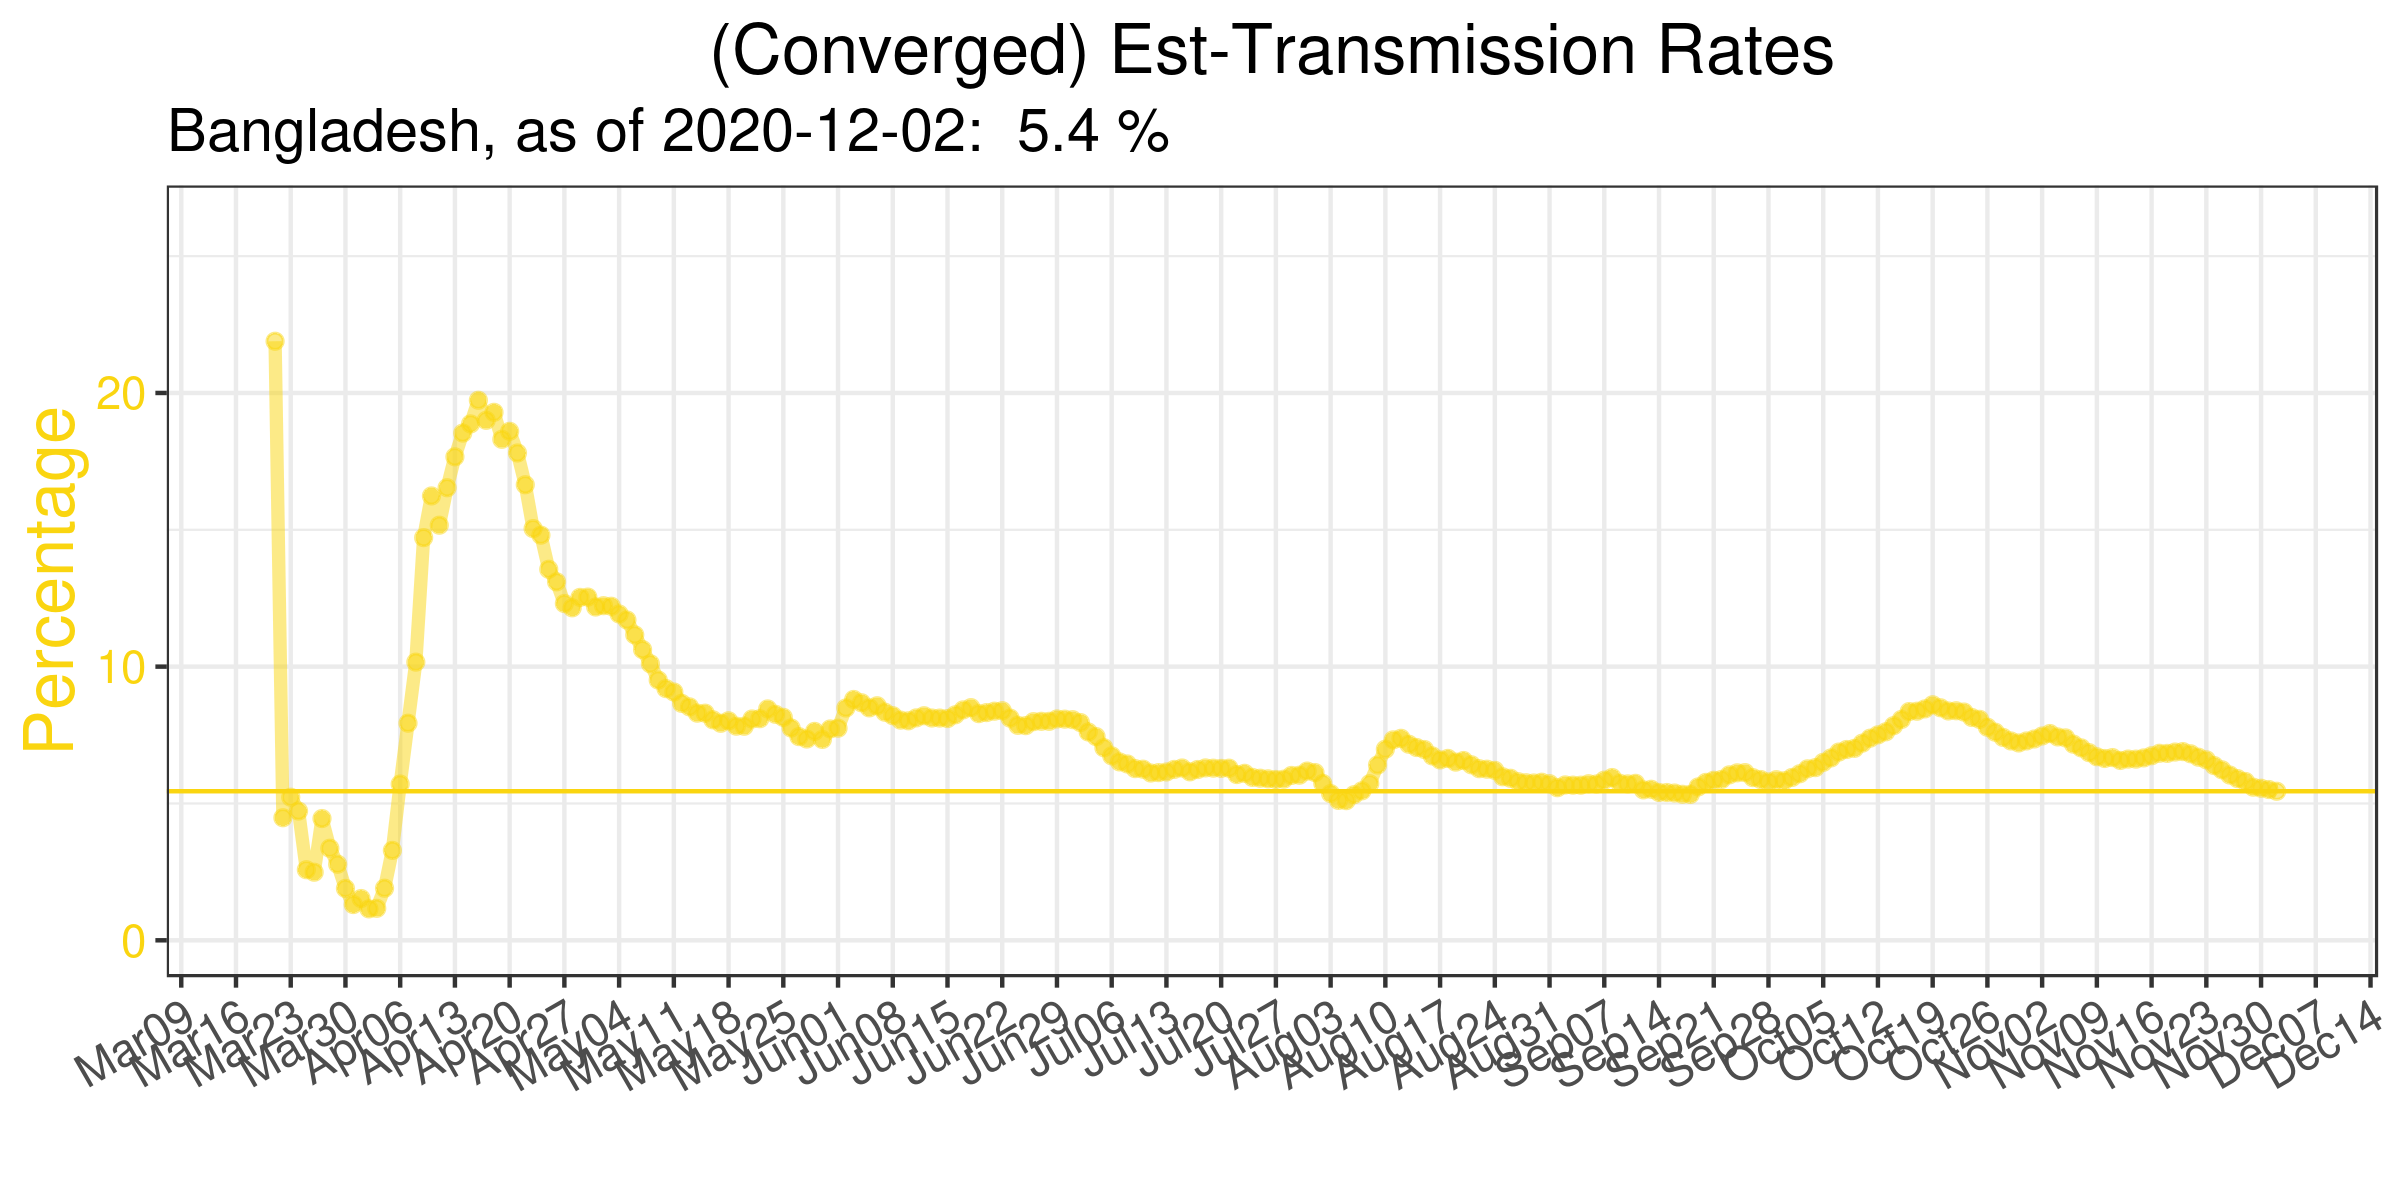 (Converged) Est-Transmission Rates
Bangladesh, as of 2020-12-02:  5.4 %
Percentage
20
10
0
Mar09
Mar16
Mar23
Mar30
Apr06
Apr13
Apr20
Apr27
May04
May11
May18
May25
Jun01
Jun08
Jun15
Jun22
Jun29
Jul06
Jul13
Jul20
Jul27
Aug03
Aug10
Aug17
Aug24
Aug31
Sep07
Sep14
Sep21
Sep28
Oct05
Oct12
Oct19
Oct26
Nov02
Nov09
Nov16
Nov23
Nov30
Dec07
Dec14